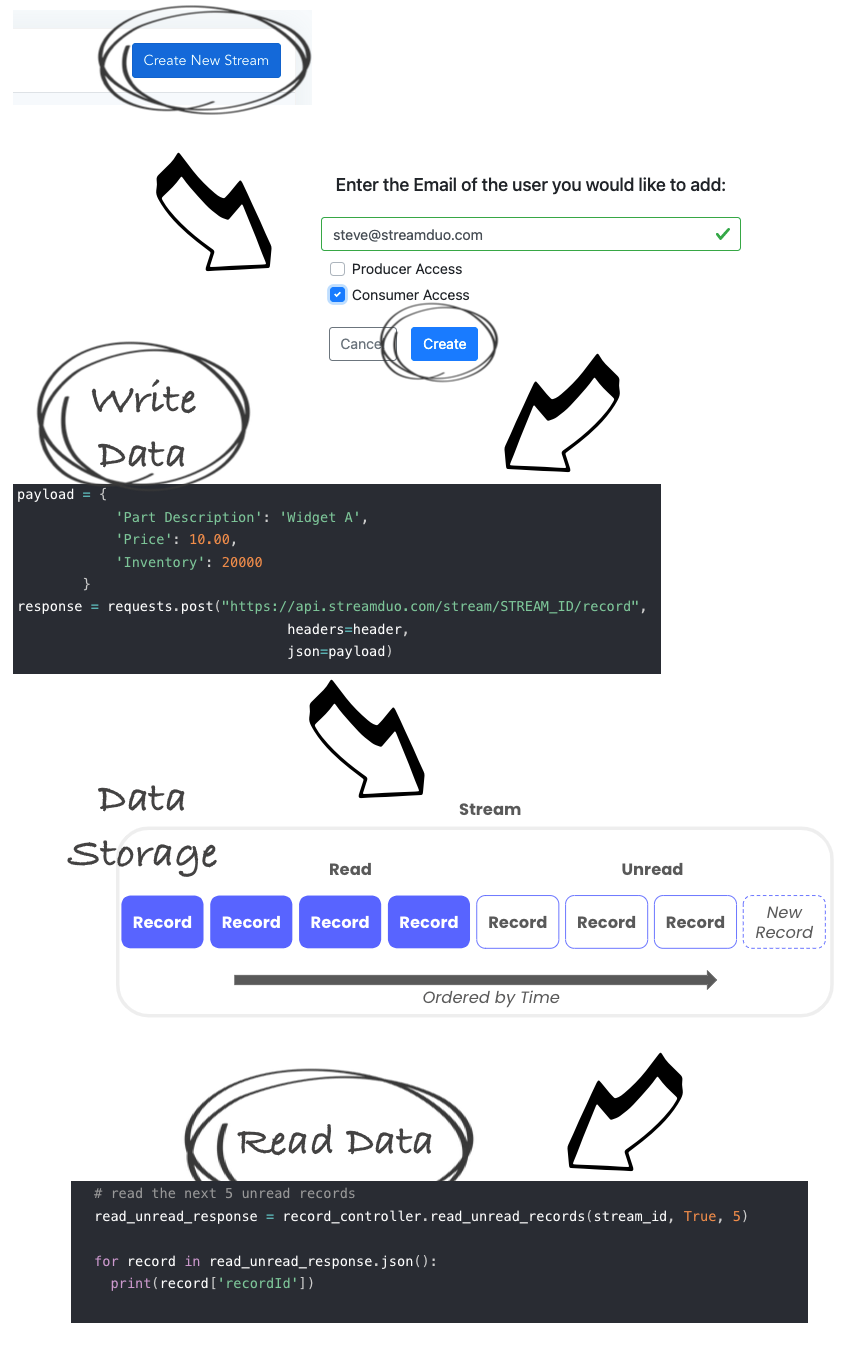 Create New Stream
Enter the Email of the user you would like to add:
steve@streamduo.com
Producer Access
Consumer Access
Cance Create
Write
Data
payload = {
            'Part Description': 'Widget A',
            'Price': 10.00,
            'Inventory': 20000
        }
response = requests.post("https://api.streamduo.com/stream/STREAM_ID/record",
                                 headers=header,
                                 json=payload)
Data
Storage
Stream
Read Unread
Record Record Record Record Record Record Record New
Record
Ordered by Time
Read Data
# read the next 5 unread records
read_unread_response = record_controller.read_unread_records(stream_id, True, 5)
for record in read_unread_response.json():
  print(record['recordId'])